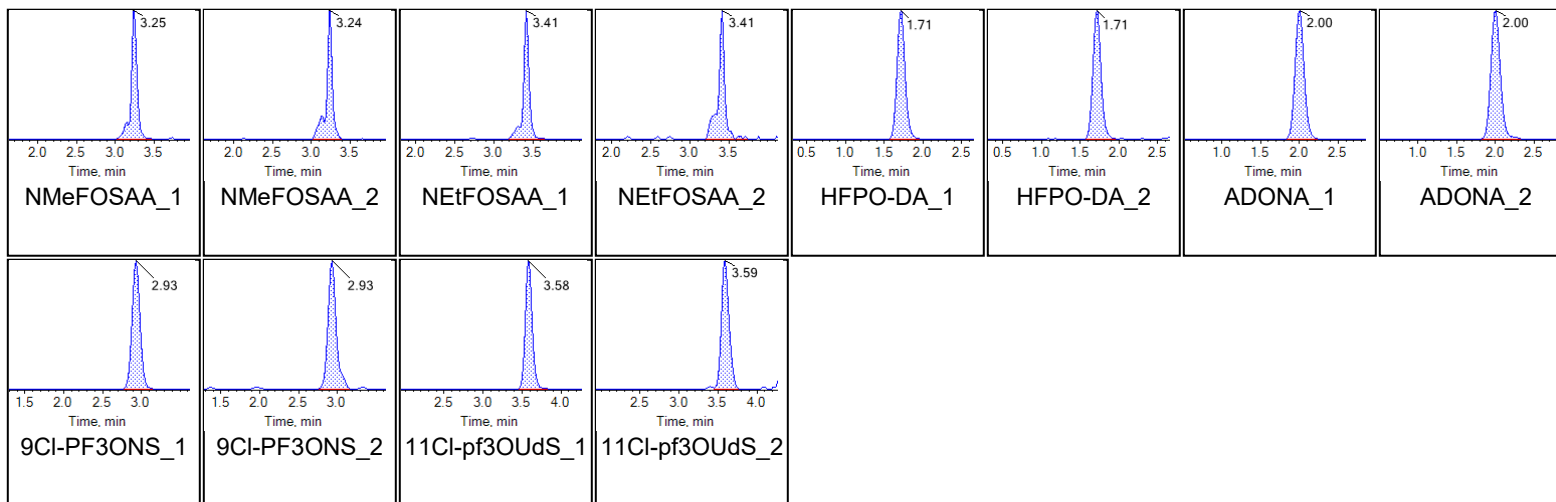 3.25 3.24 3.41 3.41 1.71 1.71 2.00 2.00
2.0 2.5 3.0 3.5 2.0 2.5 3.0 3.5 2.0 2.5 3.0 3.5 2.0 2.5 3.0 3.5 0.5 1.0 1.5 2.0 2.5 0.5 1.0 1.5 2.0 2.5 1.0 1.5 2.0 2.5 1.0 1.5 2.0 2.5
Time, min Time, min Time, min Time, min Time, min Time, min Time, min Time, min
NMeFOSAA_1 NMeFOSAA_2 NEtFOSAA_1 NEtFOSAA_2 HFPO-DA_1 HFPO-DA_2 ADONA_1 ADONA_2
2.93 2.93 3.58 3.59
1.5 2.0 2.5 3.0 1.5 2.0 2.5 3.0 2.5 3.0 3.5 4.0 2.5 3.0 3.5 4.0
Time, min Time, min Time, min Time, min
9Cl-PF3ONS_1 9Cl-PF3ONS_2 11Cl-pf3OUdS_1 11Cl-pf3OUdS_2